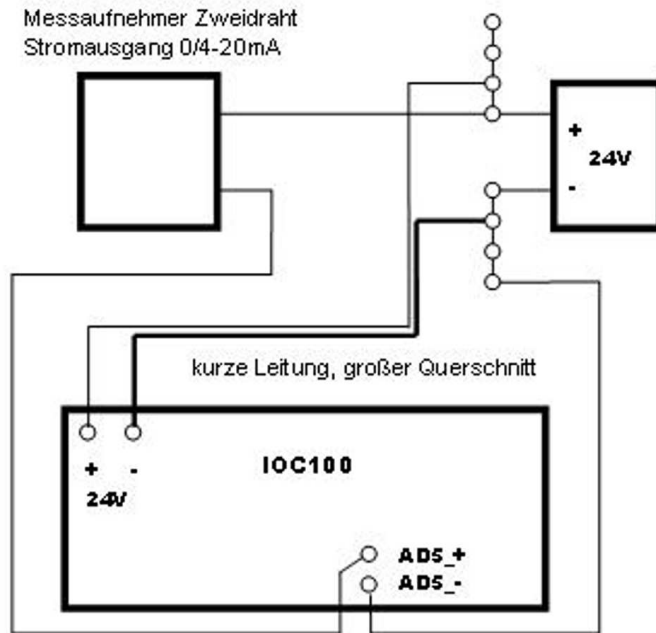 Messaufnehmer Zweidraht
Stromausgang 0/4-20mA
+
24V
-
kurze Leitung, großer Querschnitt
IOC100
+ -
24V
AD5_+
AD5_-